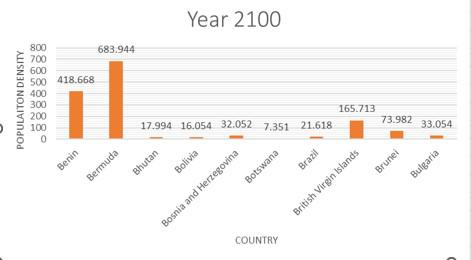 Year 2100
POPULAITON DENSITY
800
700
600
500
400
300
200
100
0
418.668
683.944
17.994
16.054
32.052
7.351
21.618
165.713
73.982
33.054
Benin
Bermuda
Bhutan
Bolivia
Bosnia and Herzegovina
Botswana
Brazil
British Virgin Islands
Brunei
Bulgaria
COUNTRY